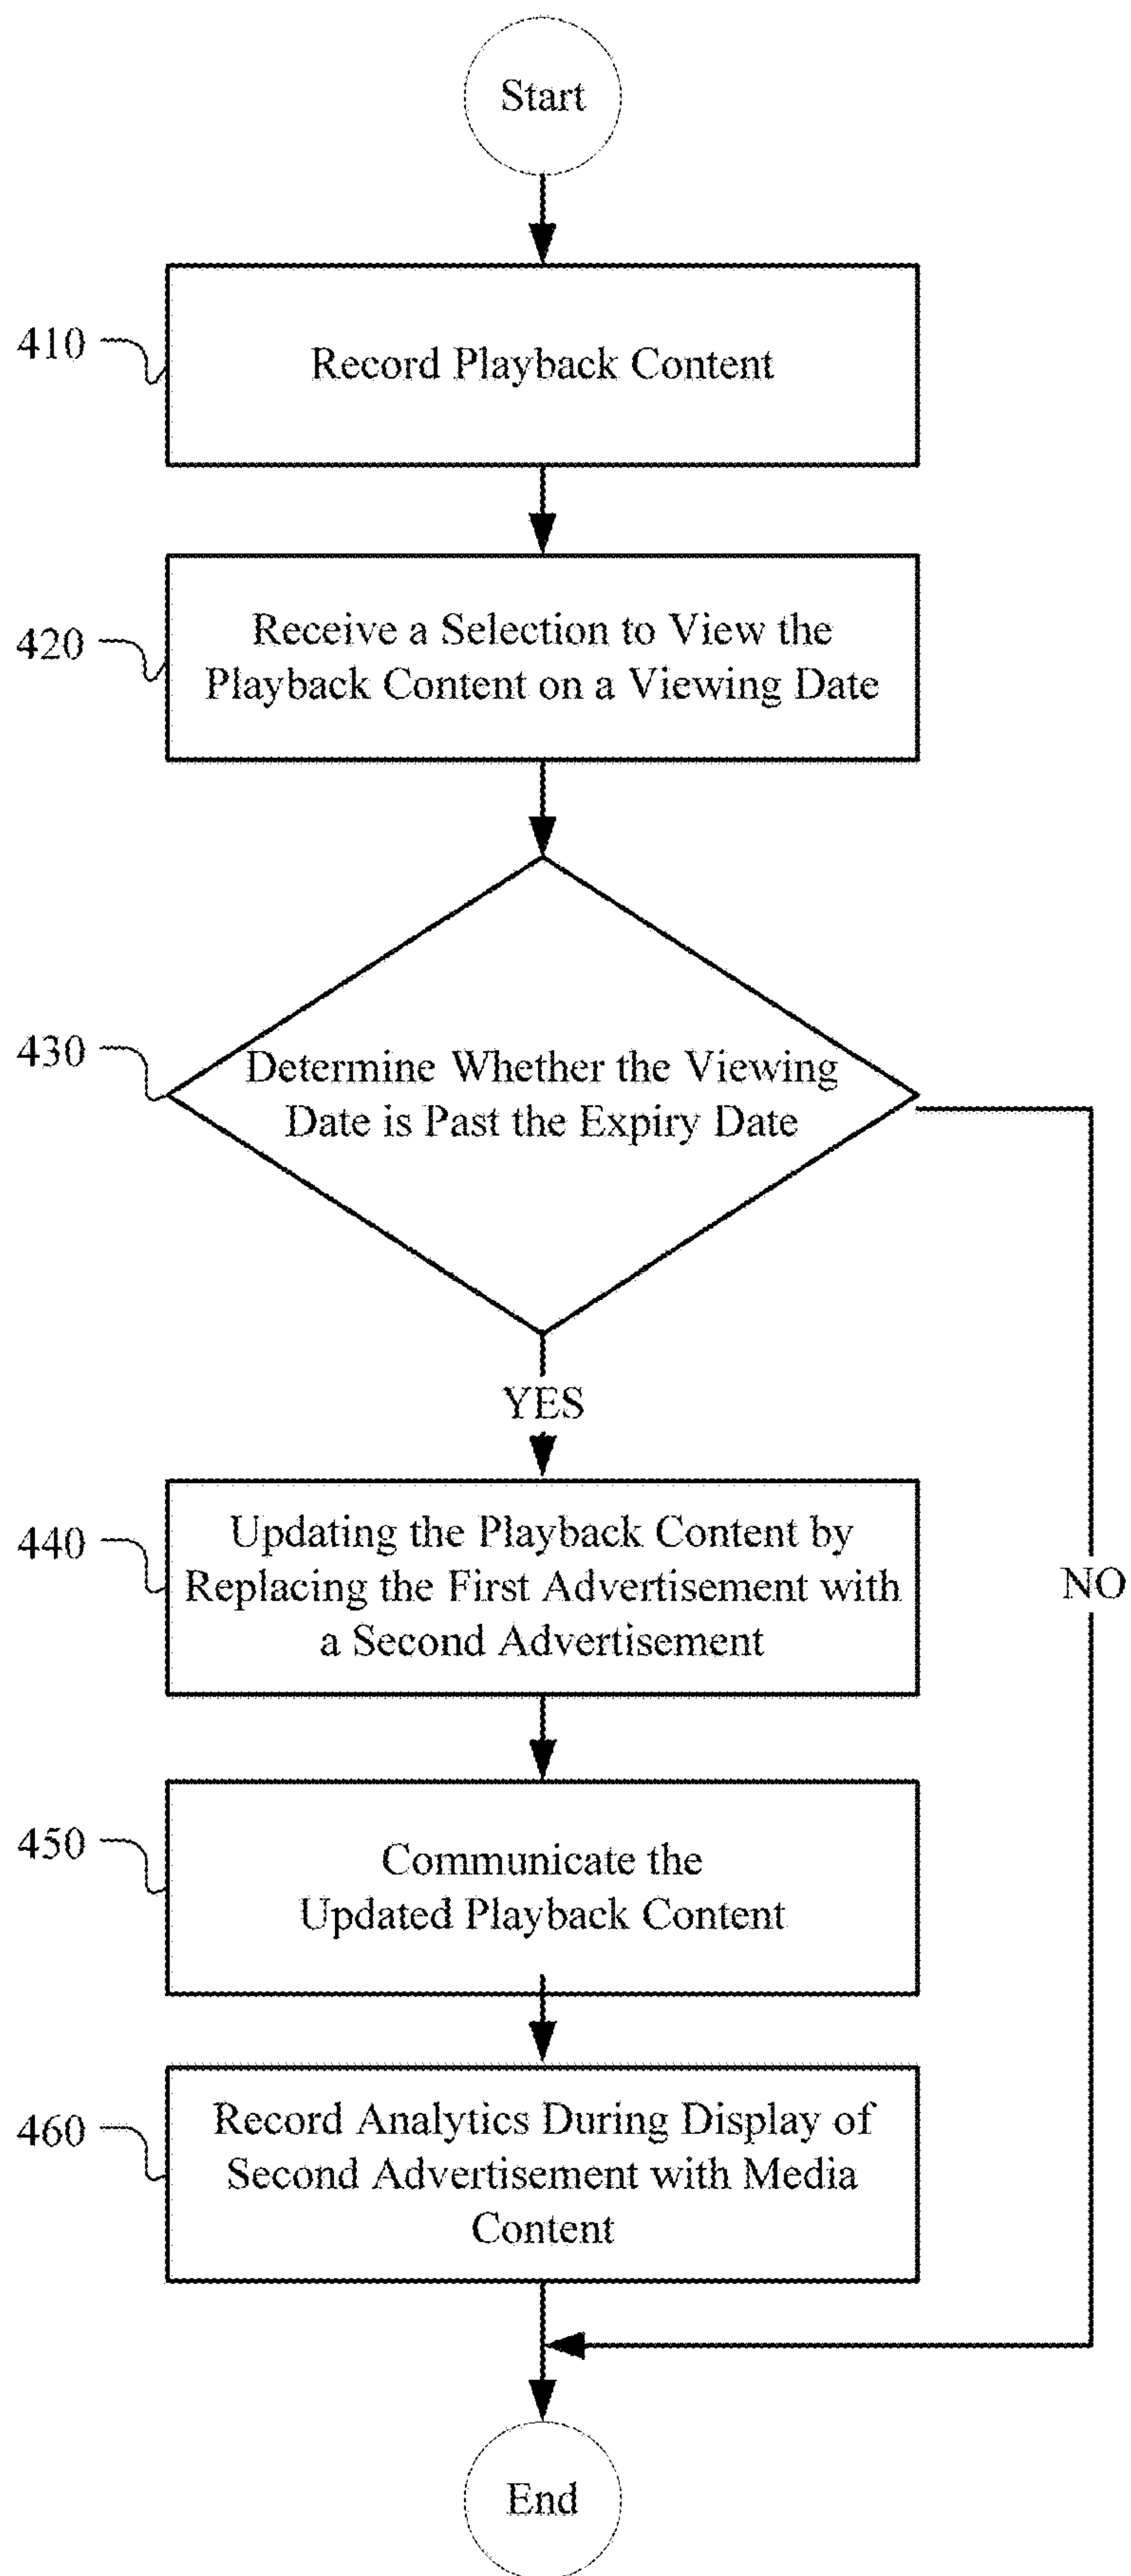 Start
410
Record Playback Content
420
Receive a Selection to View the
Playback Content on a Viewing Date
430
Determine Whether the Viewing
Date is Past the Expiry Date
YES
440
Updating the Playback Content by
Replacing the First Advertisement with
a Second Advertisement
NO
450
Communicate the
Updated Playback Content
460
Record Analytics During Display of
Second Advertisement with Media
Content
End